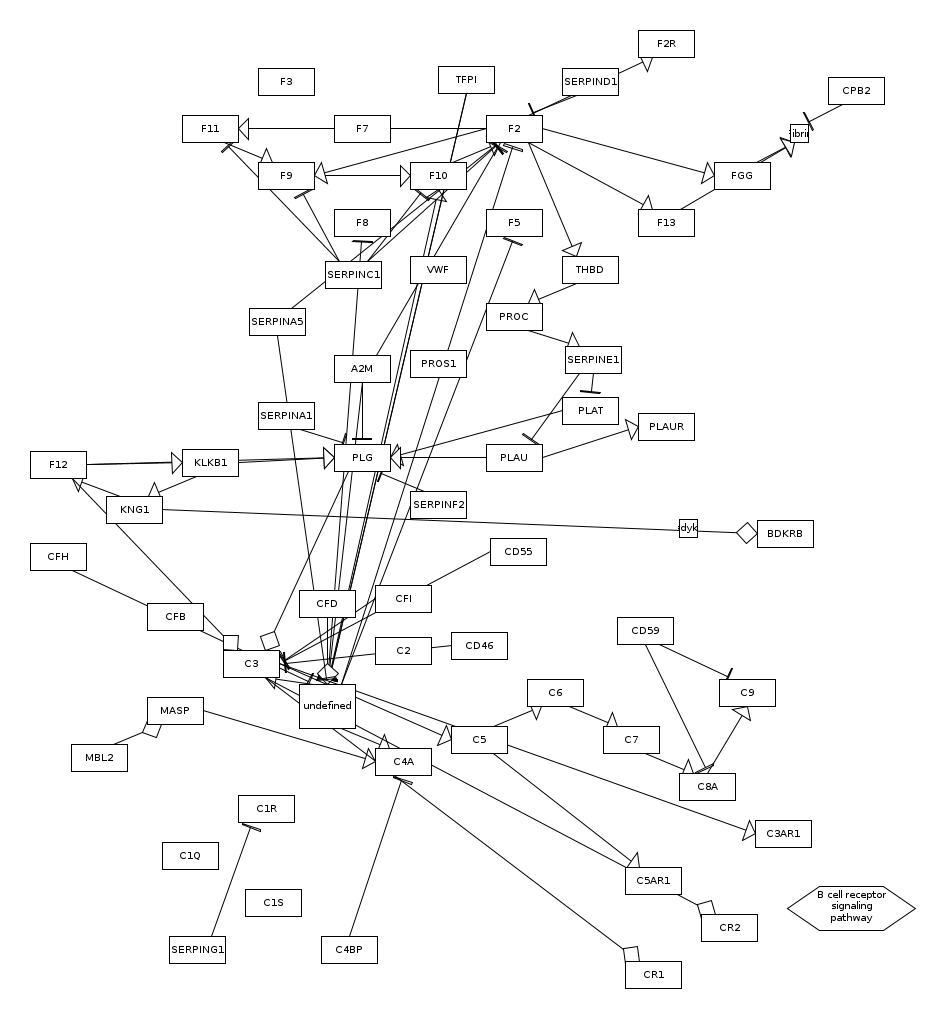 F2R
F3
TFPI
SERPIND1
CPB2
F11
F7
F2
F9
F10
FGG
F8
F5
F13
SERPINC1
VWF
THBD
SERPINA5
PROC
A2M
PROS1
SERPINE1
SERPINA1
PLAT
PLAUR
F12
KLKB1
PLG
PLAU
KNG1
SERPINF2
BDKRB
CFH
CD55
CFB
CFD
CFI
C3
C2
CD46
CD59
undefined
C6
C9
MASP
C5
C7
MBL2
C4A
C8A
C1R
C3AR1
C1Q
C5AR1
C1S
B cell receptor
signaling
pathway
SERPING1
C4BP
CR2
CR1